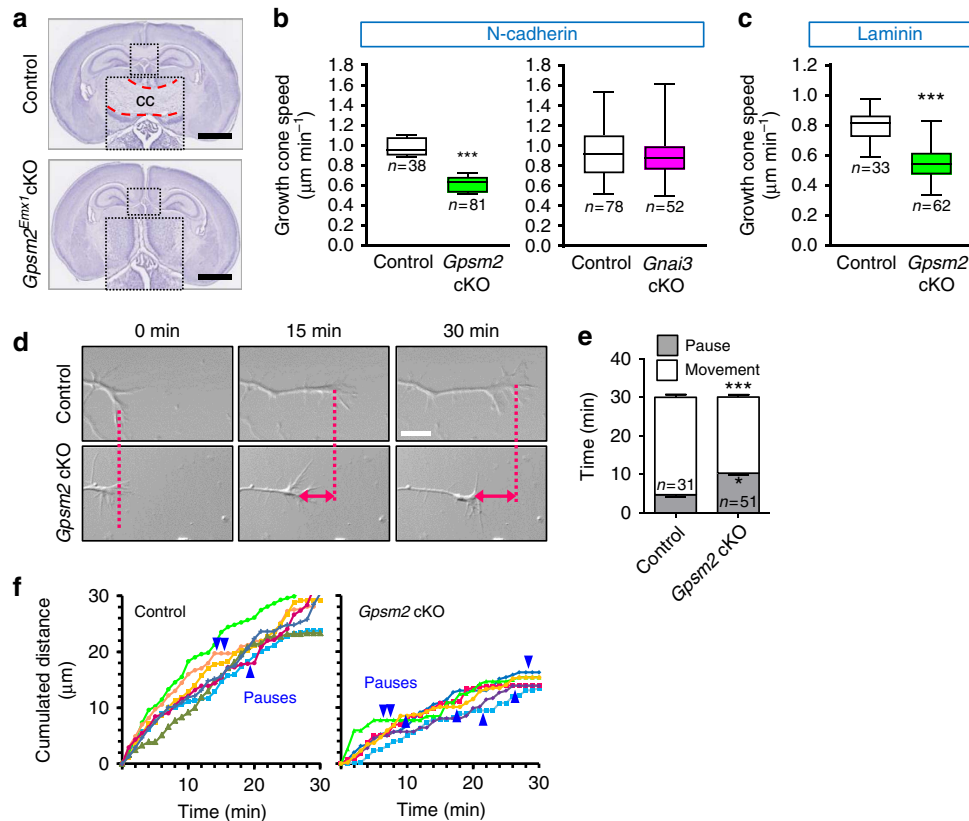 a
Control
CC
Gpsm2Emx1 cKO
b
N-cadherin
Growth cone speed
(µm min−1)
1.8
1.6
1.4
1.2
1.0
0.8
0.6
0.4
0.2
0.0
n=38
***
n=81
Control Gpsm2
cKO
1.8
1.6
1.4
1.2
1.0
0.8
0.6
0.4
0.2
0.0
n=78
n=52
Control Gnai3
cKO
c
Laminin
Growth cone speed
(µm min−1)
1.2
1.0
0.8
0.6
0.4
0.2
0.0
***
n=33
n=62
Control Gpsm2
cKO
d
0 min 15 min 30 min
Control
Gpsm2 cKO
e
Pause
Movement
Time (min)
40
30
20
10
0
***
n=31
*
n=51
Control
Gpsm2 cKO
f
Cumulated distance
(µm)
30
20
10
0
Control
Pauses
10 20 30
Time (min)
Gpsm2 cKO
Pauses
10 20 30
Time (min)